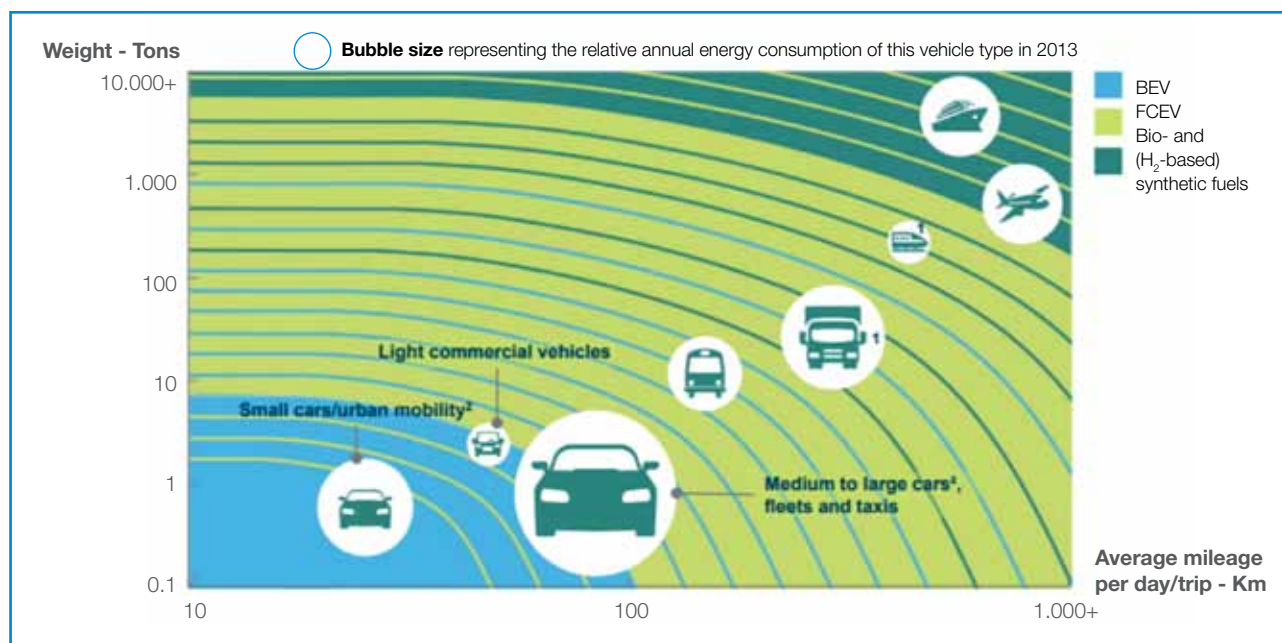 Weight - Tons
Bubble size representing the relative annual energy consumption of this vehicle type in 2013
10.000+
1.000
100
10
1
0.1
10
100
1.000+
BEV
FCEV
Bio- and
(H₂-based)
synthetic fuels
1
1
Light commercial vehicles
Small cars/urban mobility²
Medium to large cars²,
fleets and taxis
Average mileage
per day/trip - Km